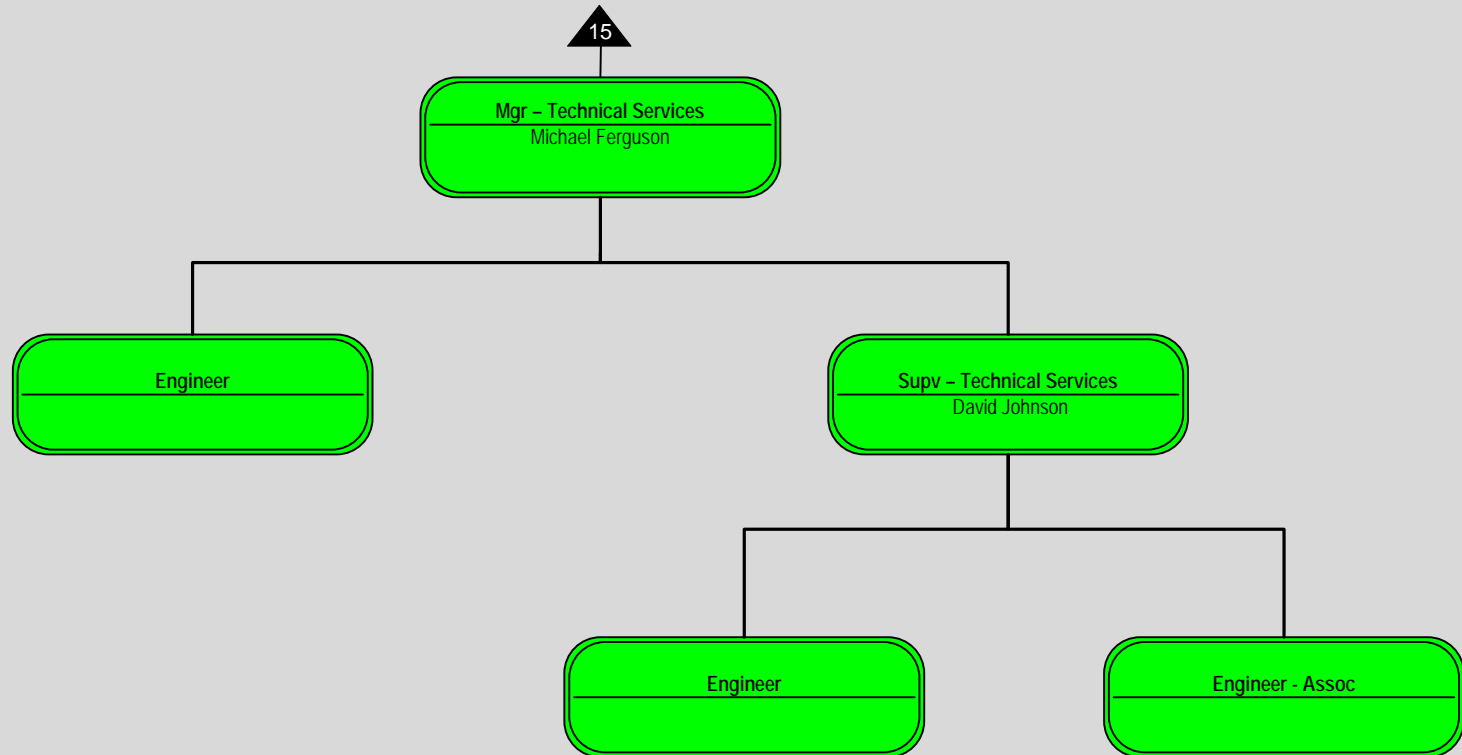 15
Mgr – Technical Services
Michael Ferguson
Engineer
Supv – Technical Services
David Johnson
Engineer
Engineer - Assoc